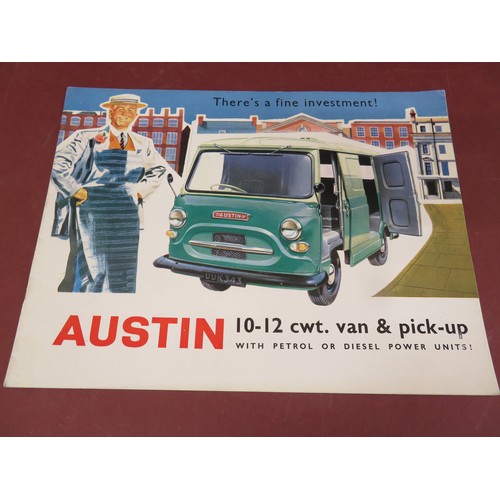 There's a fine investment!
AUSTIN
AUSTIN 10-12 cwt. van & pick-up
WITH PETROL OR DIESEL POWER UNITS!